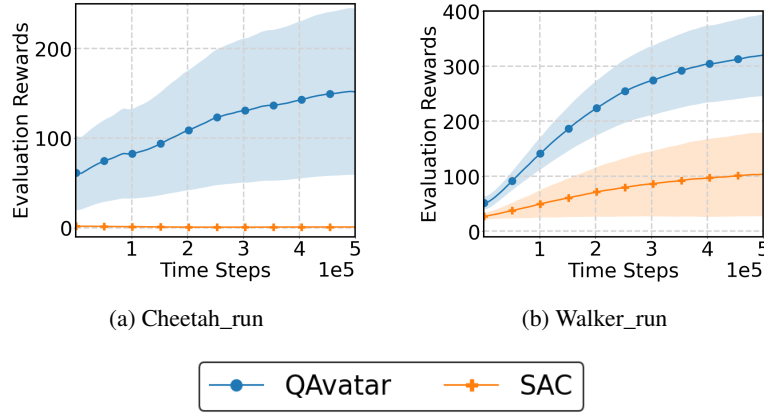 Evaluation Rewards
200
100
0
1 2 3 4 5
Time Steps 1e5
(a) Cheetah_run
Evaluation Rewards
400
300
200
100
0
1 2 3 4 5
Time Steps 1e5
(b) Walker_run
QAvatar SAC